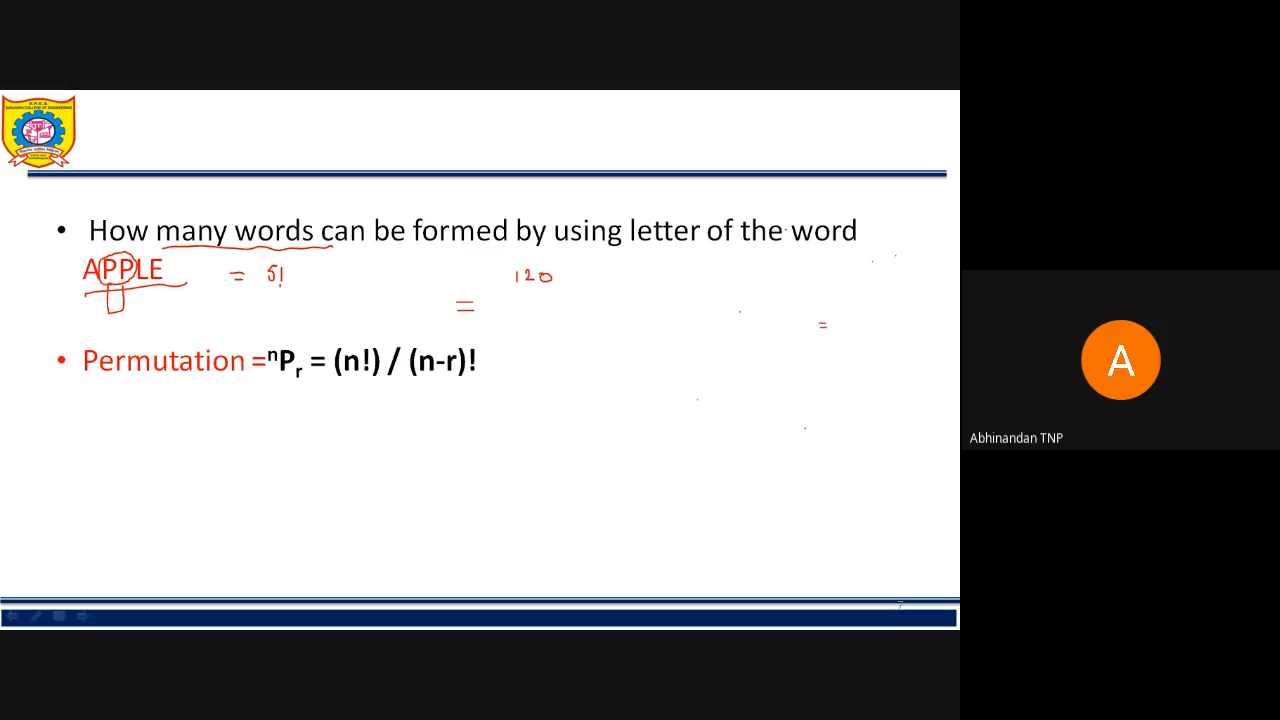 • How many words can be formed by using letter of the word
APPLE = 5! 120
=
=
• Permutation =ⁿPᵣ = (n!) / (n-r)!
7
A
Abhinandan TNP